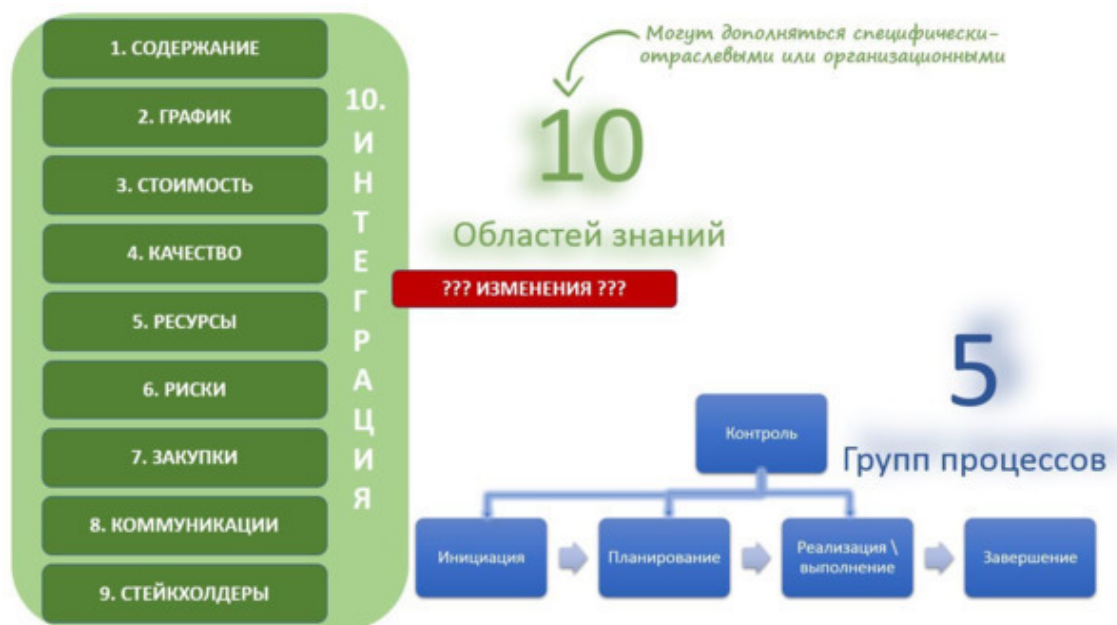 1. СОДЕРЖАНИЕ
2. ГРАФИК
3. СТОИМОСТЬ
4. КАЧЕСТВО
5. РЕСУРСЫ
6. РИСКИ
7. ЗАКУПКИ
8. КОММУНИКАЦИИ
9. СТЕЙКХОЛДЕРЫ
10.
И
Н
Т
Е
Г
Р
А
Ц
И
Я
Могут дополняться специфически-
отраслевыми или организационными
10
Областей знаний
??? ИЗМЕНЕНИЯ ???
5
Групп процессов
Контроль
Инициация
Планирование
Реализация \
выполнение
Завершение